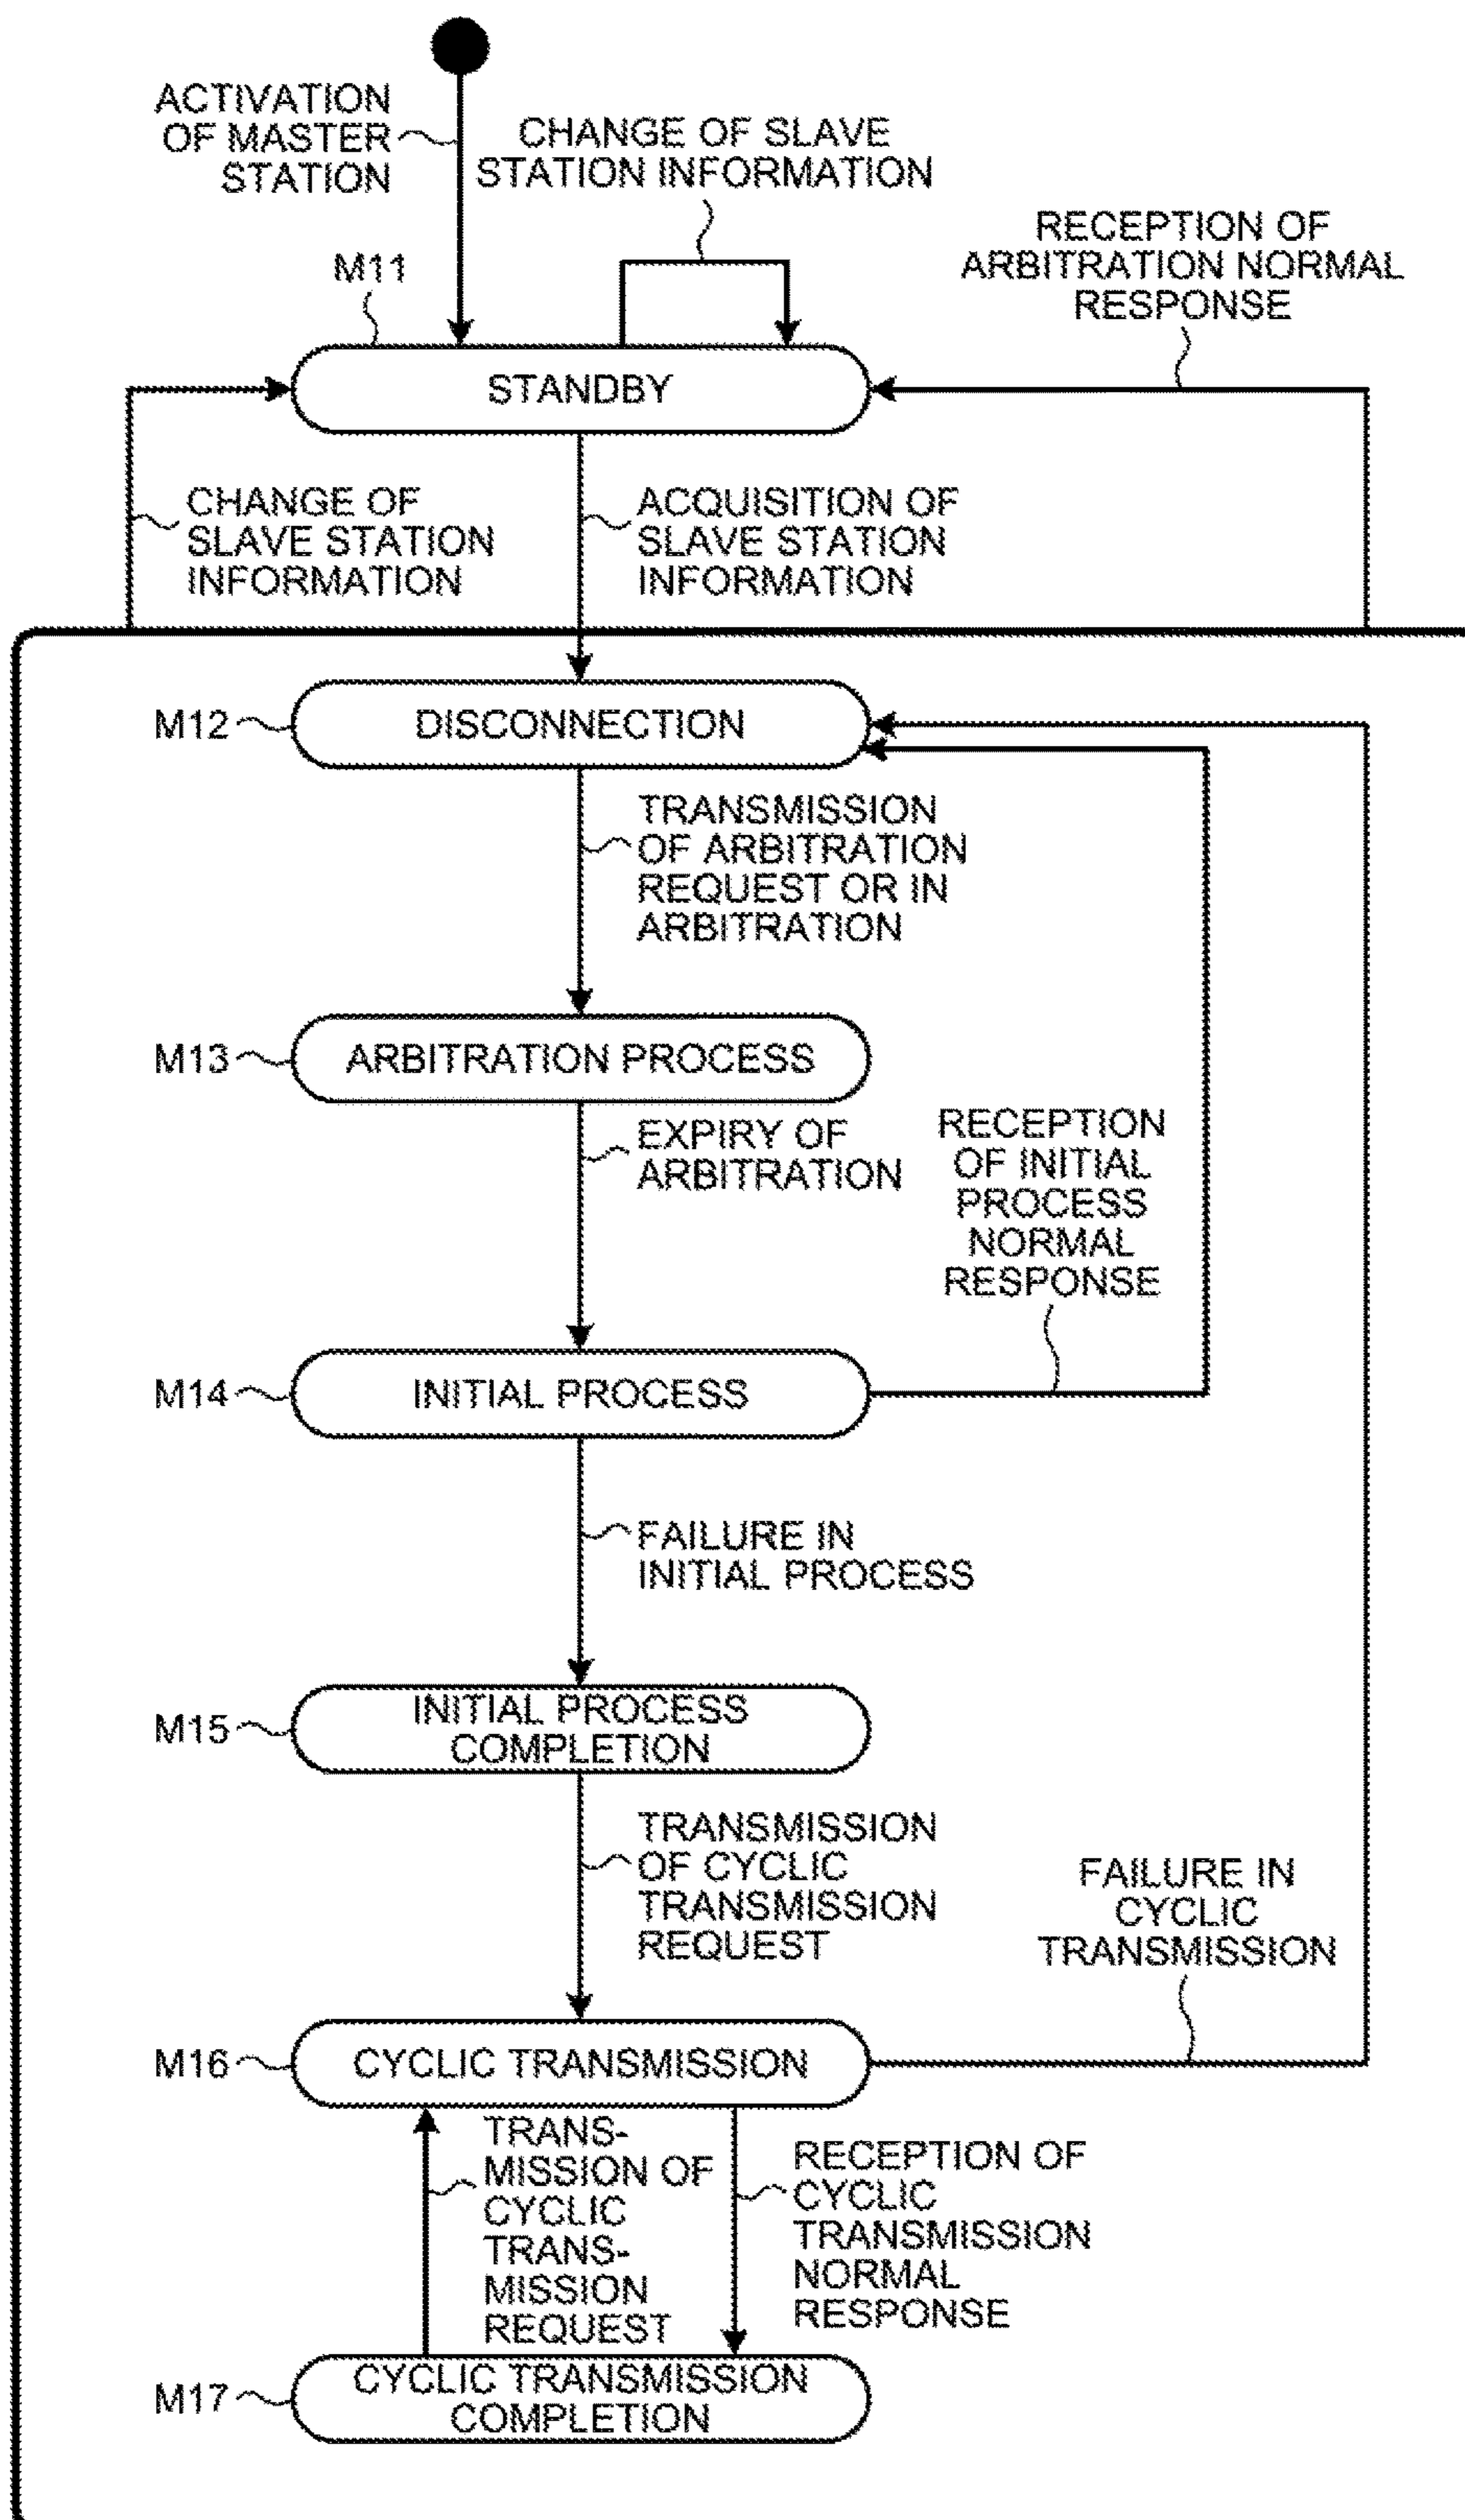 ACTIVATION
OF MASTER
STATION
CHANGE OF SLAVE
STATION INFORMATION
RECEPTION OF
ARBITRATION NORMAL
RESPONSE
M11
STANDBY
CHANGE OF
SLAVE STATION
INFORMATION
ACQUISITION OF
SLAVE STATION
INFORMATION
M12
DISCONNECTION
TRANSMISSION
OF ARBITRATION
REQUEST OR IN
ARBITRATION
M13
ARBITRATION PROCESS
EXPIRY OF
ARBITRATION
RECEPTION
OF INITIAL
PROCESS
NORMAL
RESPONSE
M14
INITIAL PROCESS
FAILURE IN
INITIAL PROCESS
M15
INITIAL PROCESS
COMPLETION
TRANSMISSION
OF CYCLIC
TRANSMISSION
REQUEST
FAILURE IN
CYCLIC
TRANSMISSION
M16
CYCLIC TRANSMISSION
TRANS-
MISSION OF
CYCLIC
TRANS-
MISSION
REQUEST
RECEPTION OF
CYCLIC
TRANSMISSION
NORMAL
RESPONSE
M17
CYCLIC TRANSMISSION
COMPLETION